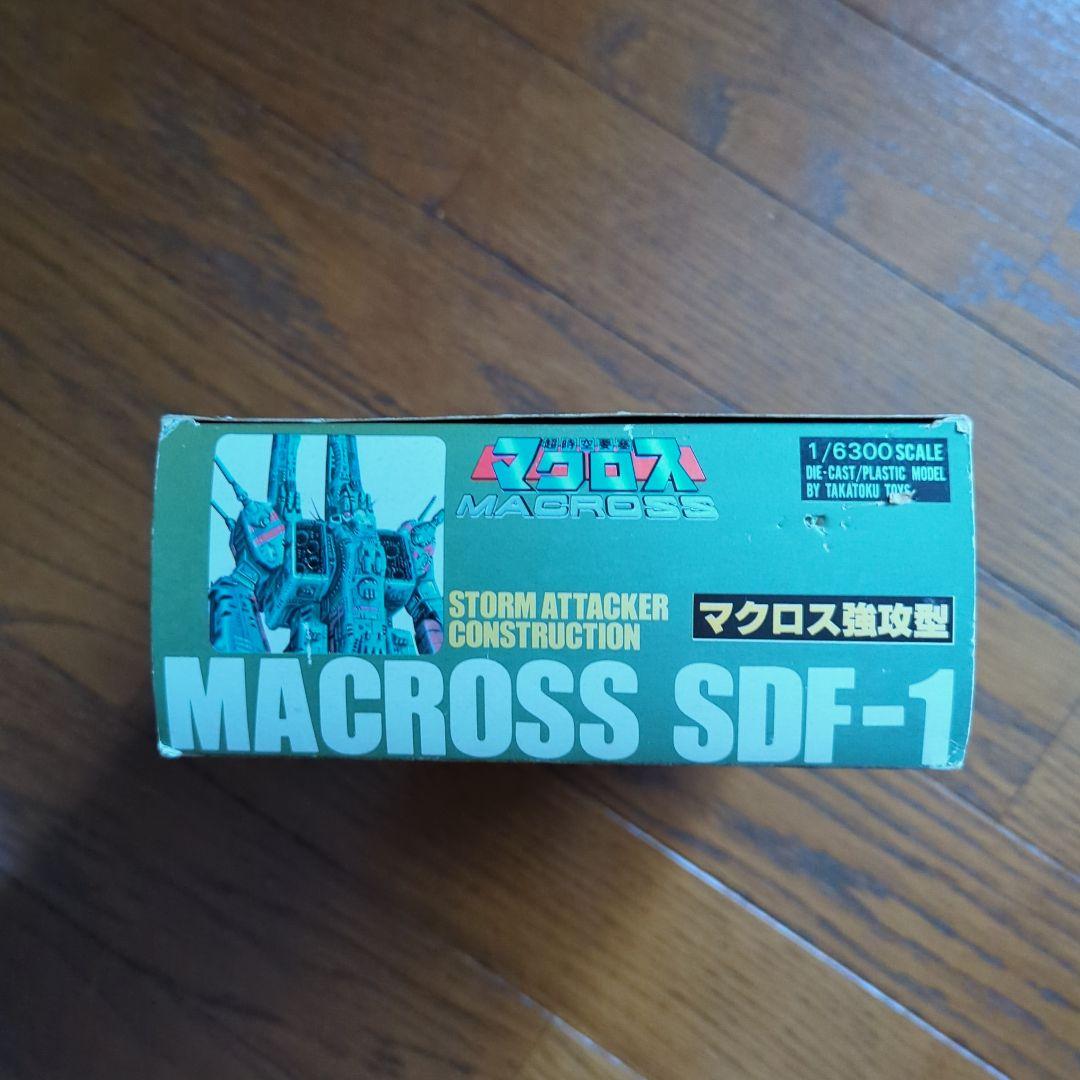 超時空要塞
マクロス
MACROSS
1/6300 SCALE
DIE-CAST/PLASTIC MODEL
BY TAKATOKU TOYS
STORM ATTACKER
CONSTRUCTION
マクロス強攻型
MACROSS SDF-1